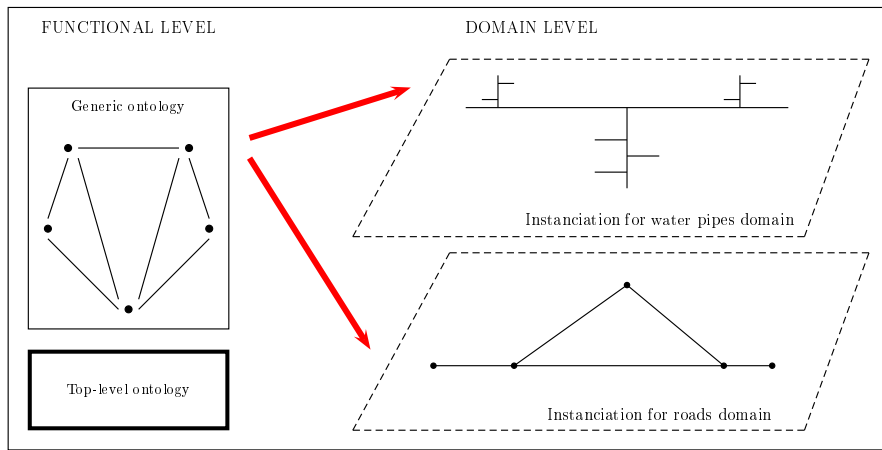 FUNCTIONAL LEVEL
DOMAIN LEVEL
Generic ontology
Instanciation for water pipes domain
Top-level ontology
Instanciation for roads domain